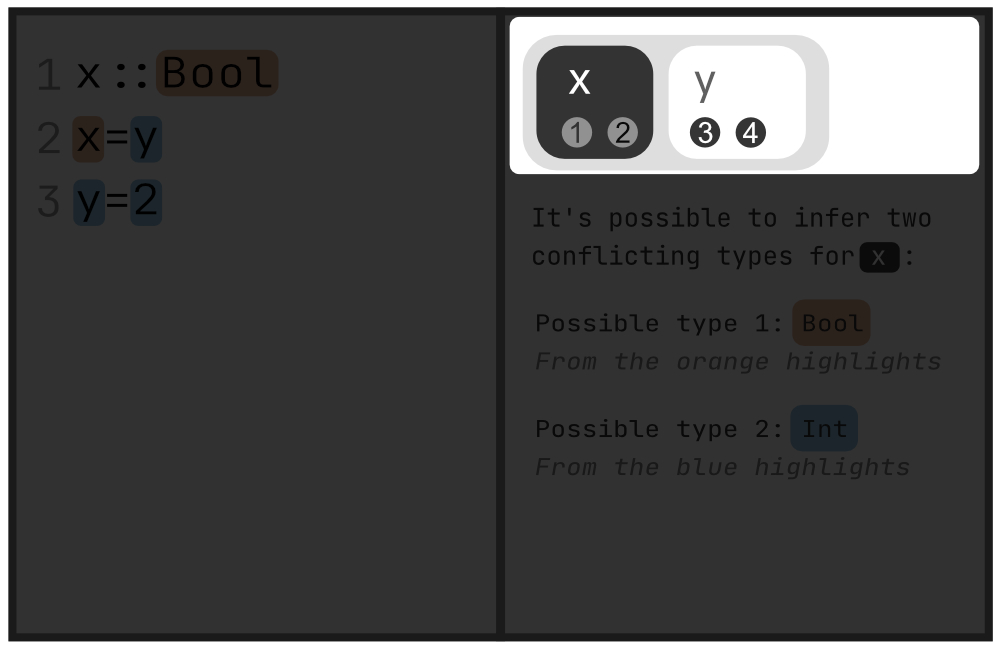 1 x::Bool
2 x=y
3 y=2
x y
1 2 3 4
It's possible to infer two
conflicting types for x :
Possible type 1: Bool
From the orange highlights
Possible type 2: Int
From the blue highlights